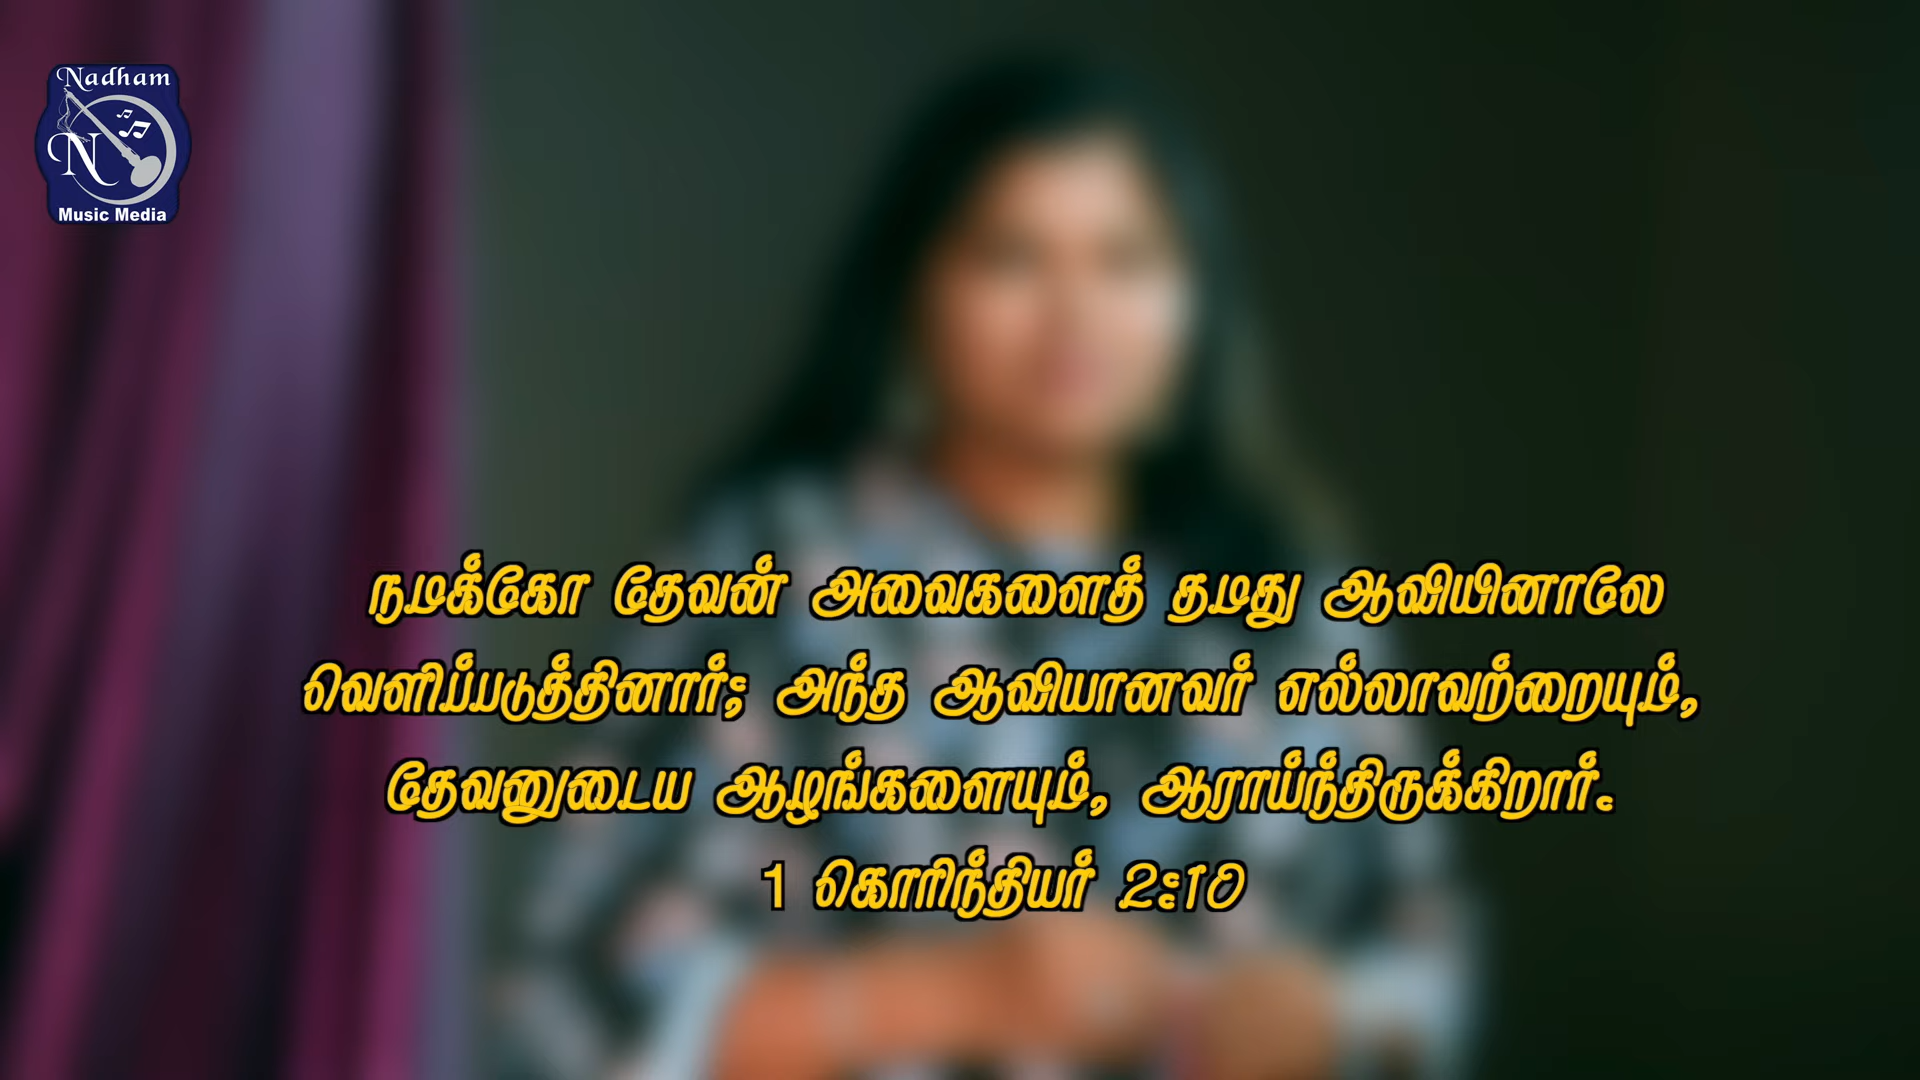 Nadham
N
Music Media
நமக்கோ தேவன் அவைகளைத் தமது ஆவியினாலே
வெளிப்படுத்தினார்; அந்த ஆவியானவர் எல்லாவற்றையும்,
தேவனுடைய ஆழங்களையும், ஆராய்ந்திருக்கிறார்.
1 கொரிந்தியர் 2:10